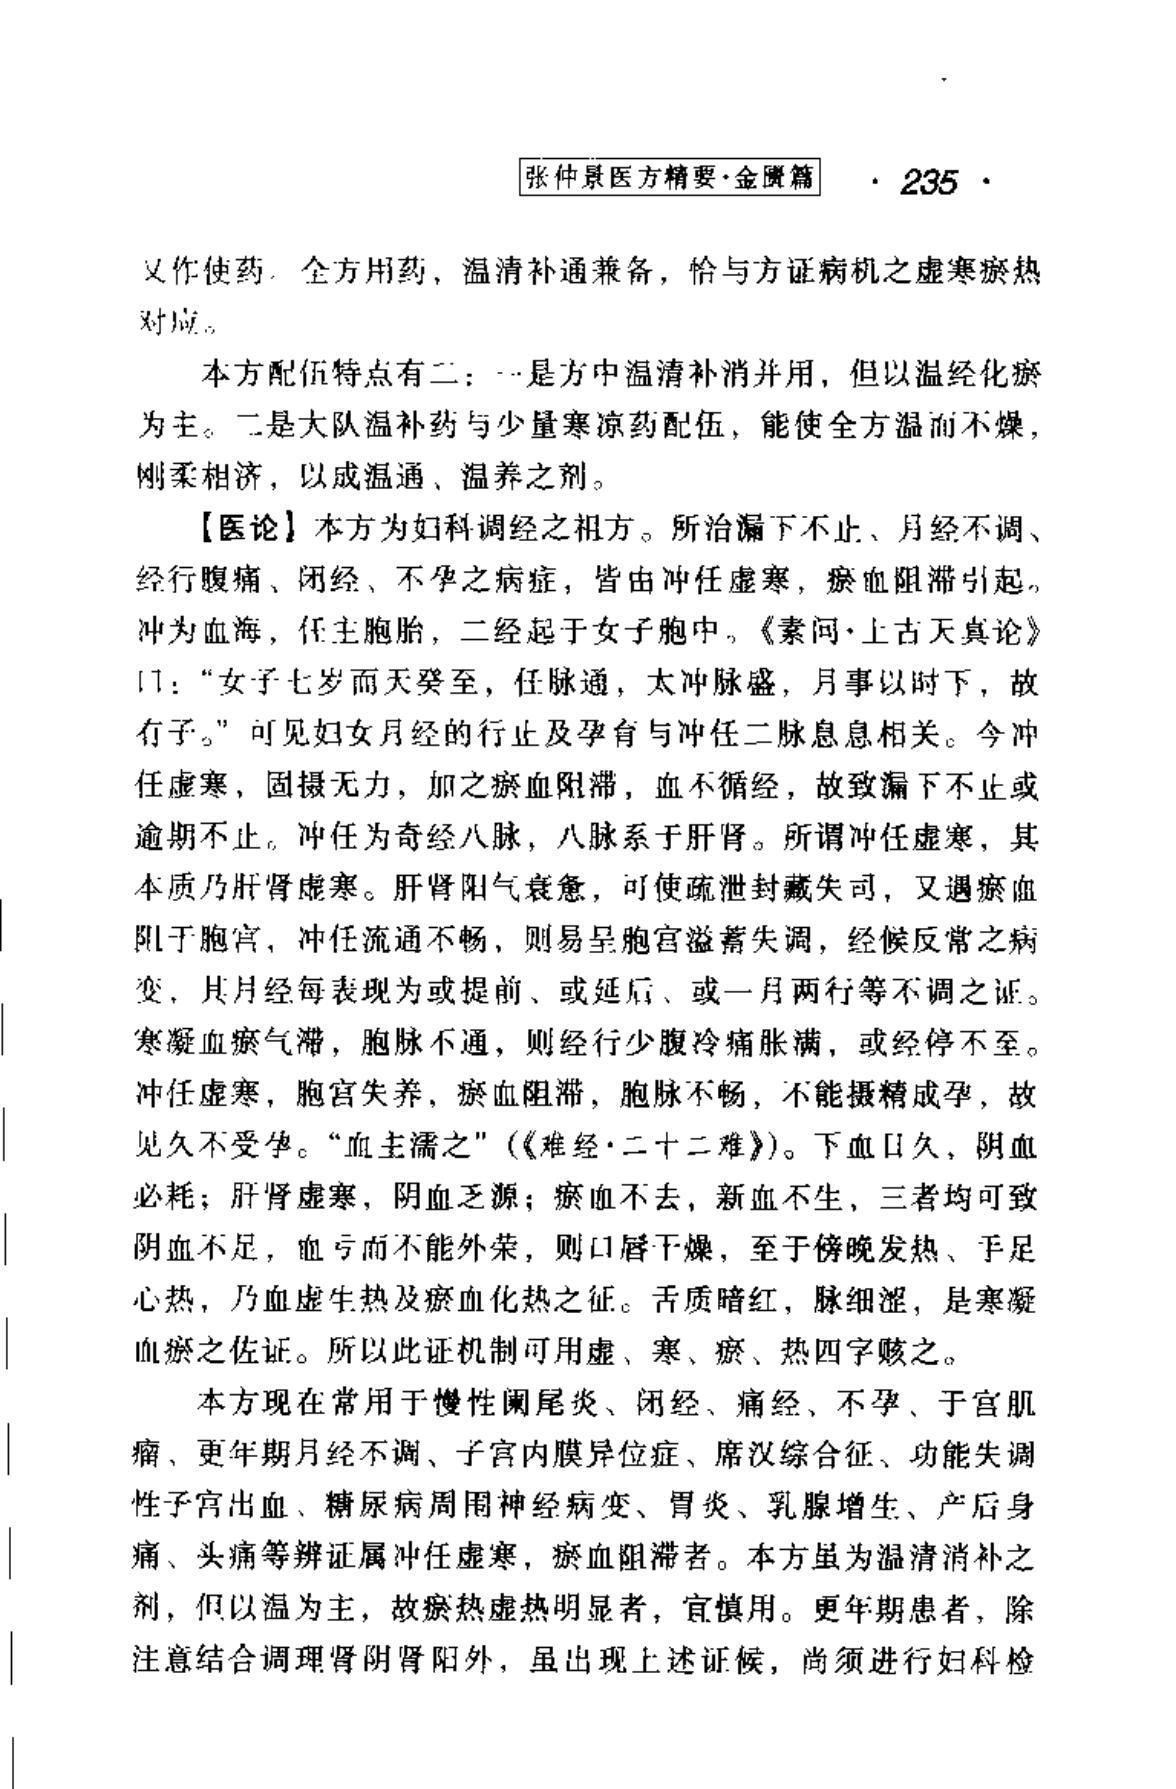 张仲景医方精要·金匮篇 · 235 ·
又作使药。全方用药，温清补通兼备，恰与方证病机之虚寒瘀热
对应。
本方配伍特点有二：一是方中温清补消并用，但以温经化瘀
为主。二是大队温补药与少量寒凉药配伍，能使全方温而不燥，
刚柔相济，以成温通、温养之剂。
【医论】本方为妇科调经之祖方。所治漏下不止、月经不调、
经行腹痛、闭经、不孕之病症，皆由冲任虚寒，瘀血阻滞引起。
冲为血海，任主胞胎，二经起于女子胞中。《素问·上古天真论》
曰：“女子七岁而天癸至，任脉通，太冲脉盛，月事以时下，故
有子。”可见妇女月经的行止及孕育与冲任二脉息息相关。今冲
任虚寒，固摄无力，加之瘀血阻滞，血不循经，故致漏下不止或
逾期不止。冲任为奇经八脉，八脉系于肝肾。所谓冲任虚寒，其
本质乃肝肾虚寒。肝肾阳气衰惫，可使疏泄封藏失司，又遇瘀血
阻于胞宫，冲任流通不畅，则易呈胞宫溢蓄失调，经候反常之病
变，其月经每表现为或提前、或延后、或一月两行等不调之证。
寒凝血瘀气滞，胞脉不通，则经行少腹冷痛胀满，或经停不至。
冲任虚寒，胞宫失养，瘀血阻滞，胞脉不畅，不能摄精成孕，故
见久不受孕。“血主濡之”(《难经·二十二难》)。下血日久，阴血
必耗；肝肾虚寒，阴血乏源；瘀血不去，新血不生，三者均可致
阴血不足，血亏而不能外荣，则口唇干燥，至于傍晚发热、手足
心热，乃血虚生热及瘀血化热之征。舌质暗红，脉细涩，是寒凝
血瘀之佐证。所以此证机制可用虚、寒、瘀、热四字赅之。
本方现在常用于慢性阑尾炎、闭经、痛经、不孕、子宫肌
瘤、更年期月经不调、子宫内膜异位症、席汉综合征、功能失调
性子宫出血、糖尿病周围神经病变、胃炎、乳腺增生、产后身
痛、头痛等辨证属冲任虚寒，瘀血阻滞者。本方虽为温清消补之
剂，但以温为主，故瘀热虚热明显者，宜慎用。更年期患者，除
注意结合调理肾阴肾阳外，虽出现上述证候，尚须进行妇科检